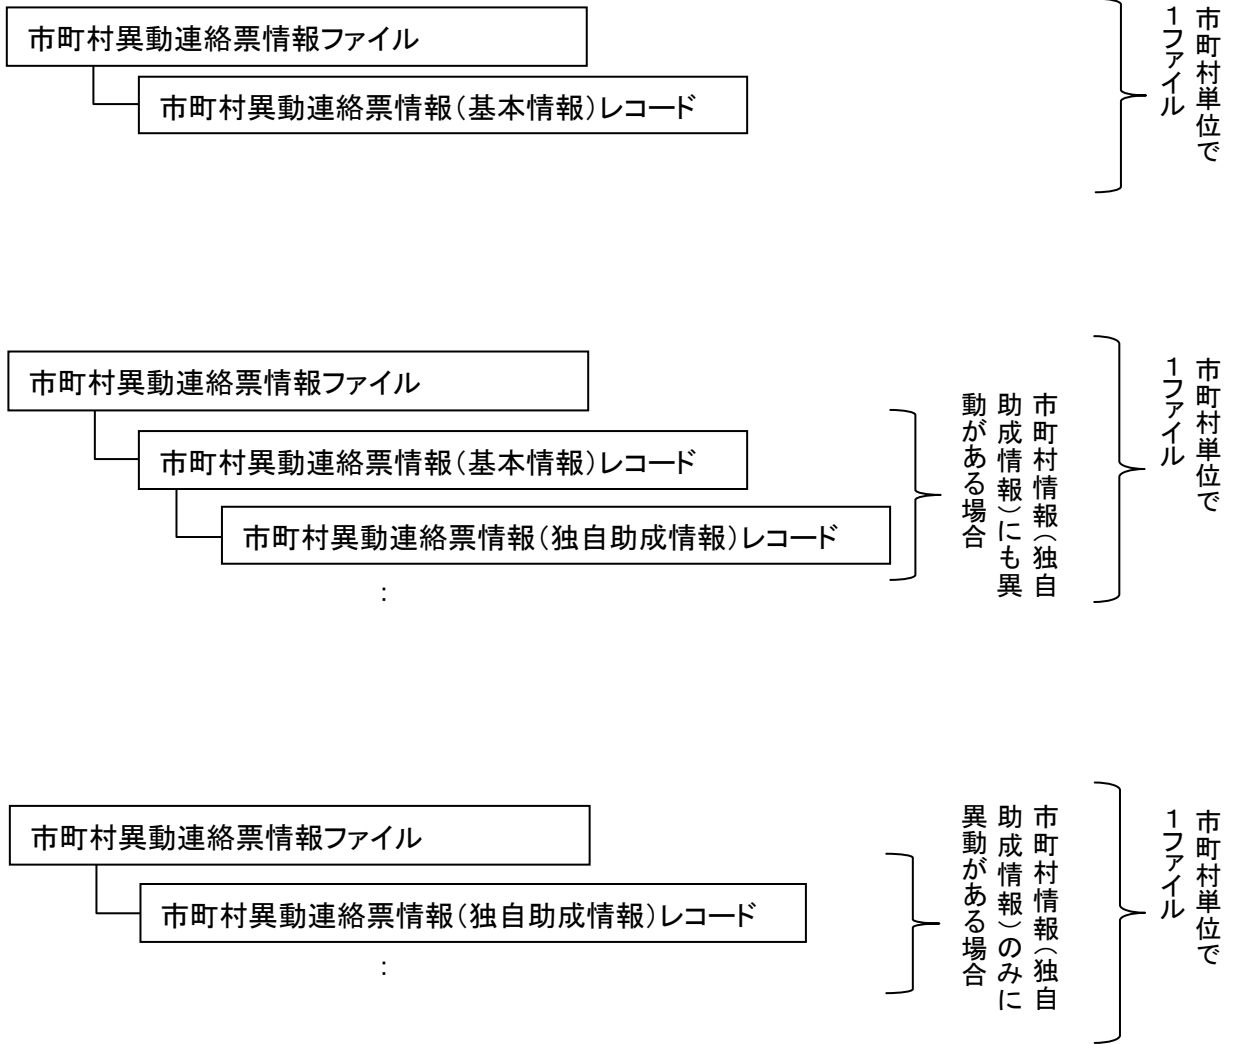 市町村異動連絡票情報ファイル
市町村異動連絡票情報（基本情報）レコード
市町村単位で
１ファイル
市町村異動連絡票情報ファイル
市町村異動連絡票情報（基本情報）レコード
市町村異動連絡票情報（独自助成情報）レコード
：
市町村情報（独自
助成情報）にも異
動がある場合
市町村単位で
１ファイル
市町村異動連絡票情報ファイル
市町村異動連絡票情報（独自助成情報）レコード
：
市町村情報（独自
助成情報）のみに
異動がある場合
市町村単位で
１ファイル